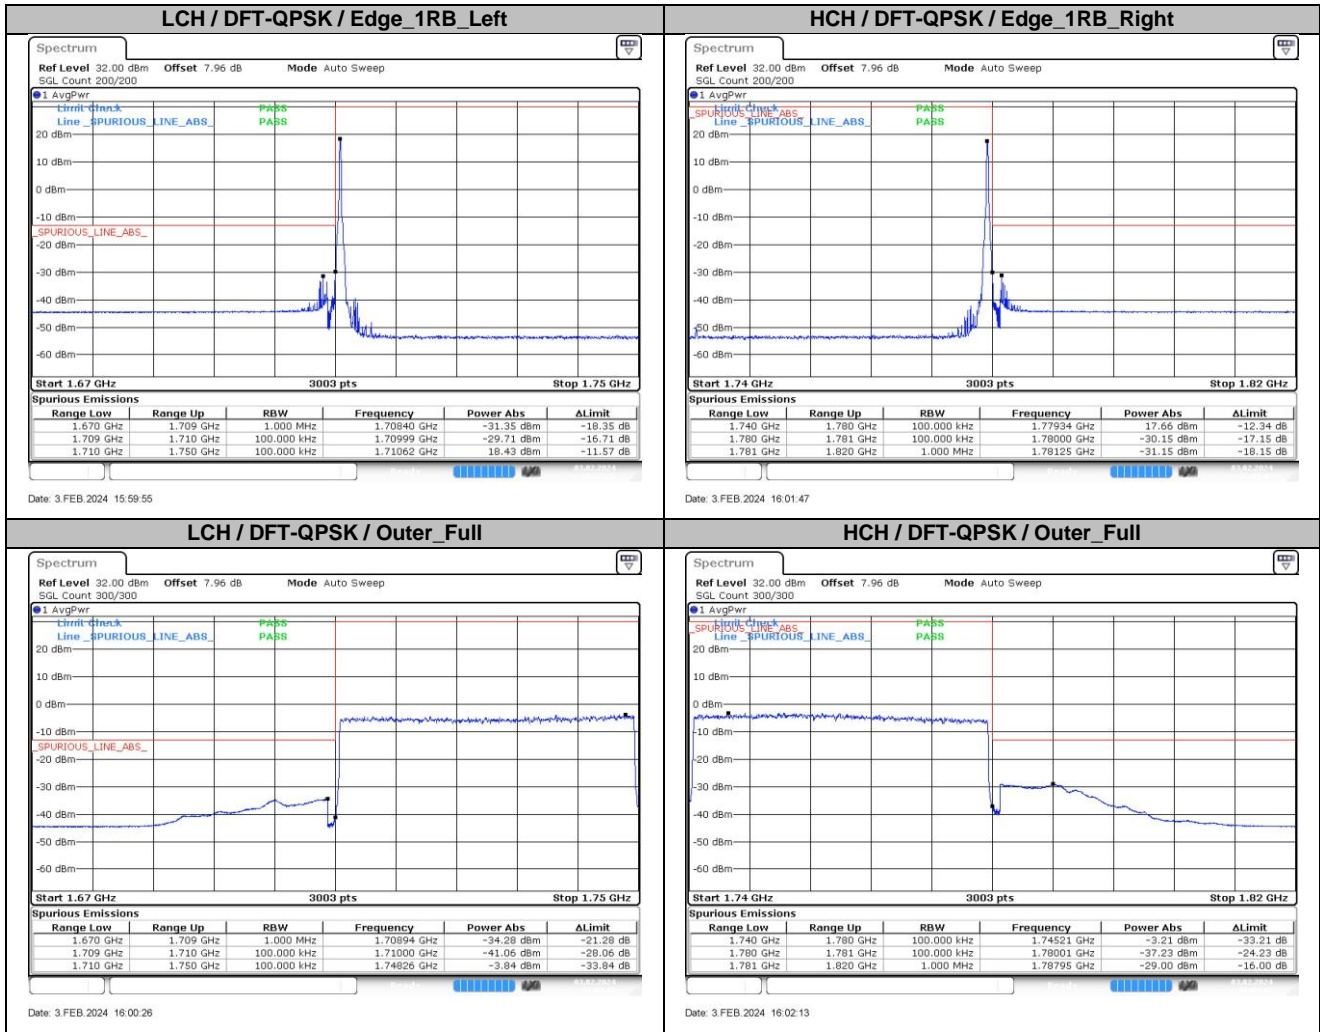 LCH / DFT-QPSK / Edge_1RB_Left
Spectrum
Ref Level 32.00 dBm Offset 7.96 dB Mode Auto Sweep
SGL Count 200/200
1 AvgPwr
Limit Check PASS
Line _SPURIOUS_LINE_ABS_ PASS
20 dBm
10 dBm
0 dBm
-10 dBm
_SPURIOUS_LINE_ABS_
-20 dBm
-30 dBm
-40 dBm
-50 dBm
-60 dBm
Start 1.67 GHz 3003 pts Stop 1.75 GHz
Spurious Emissions
Range Low Range Up RBW Frequency Power Abs ΔLimit
1.670 GHz 1.709 GHz 1.000 MHz 1.70840 GHz -31.35 dBm -18.35 dB
1.709 GHz 1.710 GHz 100.000 kHz 1.70999 GHz -29.71 dBm -16.71 dB
1.710 GHz 1.750 GHz 100.000 kHz 1.71062 GHz 18.43 dBm -11.57 dB
Date: 3.FEB.2024 15:59:55
HCH / DFT-QPSK / Edge_1RB_Right
Spectrum
Ref Level 32.00 dBm Offset 7.96 dB Mode Auto Sweep
SGL Count 200/200
1 AvgPwr
Limit Check PASS
_SPURIOUS_LINE_ABS_
Line _SPURIOUS_LINE_ABS_ PASS
20 dBm
10 dBm
0 dBm
-10 dBm
-20 dBm
-30 dBm
-40 dBm
-50 dBm
-60 dBm
Start 1.74 GHz 3003 pts Stop 1.82 GHz
Spurious Emissions
Range Low Range Up RBW Frequency Power Abs ΔLimit
1.740 GHz 1.780 GHz 100.000 kHz 1.77934 GHz 17.66 dBm -12.34 dB
1.780 GHz 1.781 GHz 100.000 kHz 1.78000 GHz -30.15 dBm -17.15 dB
1.781 GHz 1.820 GHz 1.000 MHz 1.78125 GHz -31.15 dBm -18.15 dB
Date: 3.FEB.2024 16:01:47
LCH / DFT-QPSK / Outer_Full
Spectrum
Ref Level 32.00 dBm Offset 7.96 dB Mode Auto Sweep
SGL Count 300/300
1 AvgPwr
Limit Check PASS
Line _SPURIOUS_LINE_ABS_ PASS
20 dBm
10 dBm
0 dBm
-10 dBm
_SPURIOUS_LINE_ABS_
-20 dBm
-30 dBm
-40 dBm
-50 dBm
-60 dBm
Start 1.67 GHz 3003 pts Stop 1.75 GHz
Spurious Emissions
Range Low Range Up RBW Frequency Power Abs ΔLimit
1.670 GHz 1.709 GHz 1.000 MHz 1.70894 GHz -34.28 dBm -21.28 dB
1.709 GHz 1.710 GHz 100.000 kHz 1.71000 GHz -41.06 dBm -28.06 dB
1.710 GHz 1.750 GHz 100.000 kHz 1.74826 GHz -3.84 dBm -33.84 dB
Date: 3.FEB.2024 16:00:26
HCH / DFT-QPSK / Outer_Full
Spectrum
Ref Level 32.00 dBm Offset 7.96 dB Mode Auto Sweep
SGL Count 300/300
1 AvgPwr
Limit Check PASS
_SPURIOUS_LINE_ABS_
Line _SPURIOUS_LINE_ABS_ PASS
20 dBm
10 dBm
0 dBm
-10 dBm
-20 dBm
-30 dBm
-40 dBm
-50 dBm
-60 dBm
Start 1.74 GHz 3003 pts Stop 1.82 GHz
Spurious Emissions
Range Low Range Up RBW Frequency Power Abs ΔLimit
1.740 GHz 1.780 GHz 100.000 kHz 1.74521 GHz -3.21 dBm -33.21 dB
1.780 GHz 1.781 GHz 100.000 kHz 1.78001 GHz -37.23 dBm -24.23 dB
1.781 GHz 1.820 GHz 1.000 MHz 1.78795 GHz -29.00 dBm -16.00 dB
Date: 3.FEB.2024 16:02:13